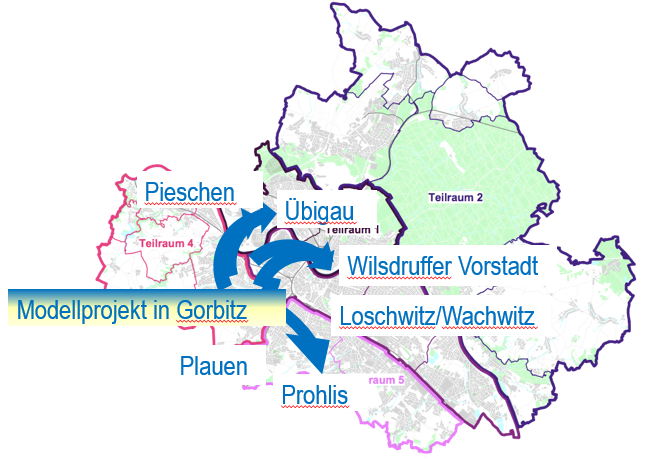 Pieschen
Übigau
Teilraum 2
Teilraum 1
Teilraum 4
Wilsdruffer Vorstadt
Modellprojekt in Gorbitz
Loschwitz/Wachwitz
Plauen
raum 5
Prohlis